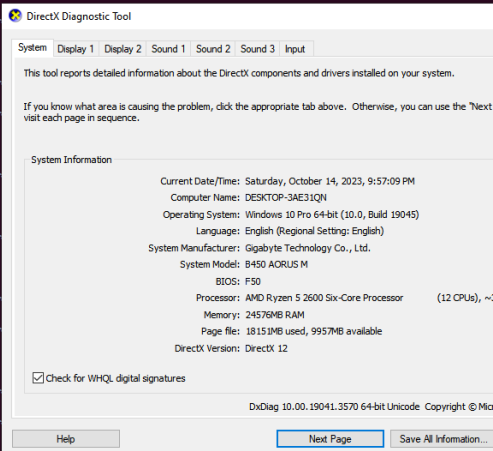 DirectX Diagnostic Tool
System Display 1 Display 2 Sound 1 Sound 2 Sound 3 Input
This tool reports detailed information about the DirectX components and drivers installed on your system.
If you know what area is causing the problem, click the appropriate tab above. Otherwise, you can use the "Next
visit each page in sequence.
System Information
Current Date/Time: Saturday, October 14, 2023, 9:57:09 PM
Computer Name: DESKTOP-3AE31QN
Operating System: Windows 10 Pro 64-bit (10.0, Build 19045)
Language: English (Regional Setting: English)
System Manufacturer: Gigabyte Technology Co., Ltd.
System Model: B450 AORUS M
BIOS: F50
Processor: AMD Ryzen 5 2600 Six-Core Processor (12 CPUs), ~3
Memory: 24576MB RAM
Page file: 18151MB used, 9957MB available
DirectX Version: DirectX 12
Check for WHQL digital signatures
DxDiag 10.00.19041.3570 64-bit Unicode Copyright © Mic
Help Next Page Save All Information...